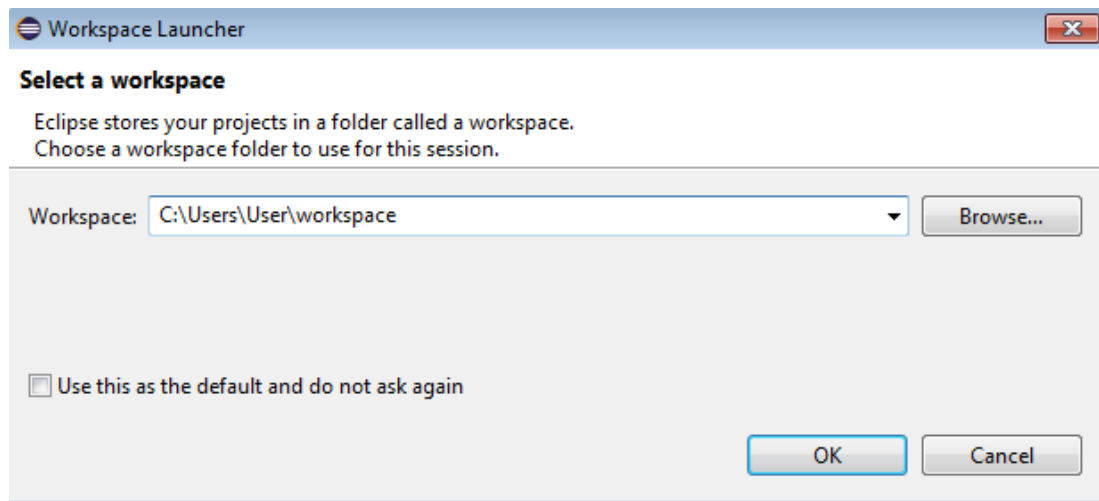 Workspace Launcher
Select a workspace
Eclipse stores your projects in a folder called a workspace.
Choose a workspace folder to use for this session.
Workspace: C:\Users\User\workspace Browse...
Use this as the default and do not ask again
OK Cancel